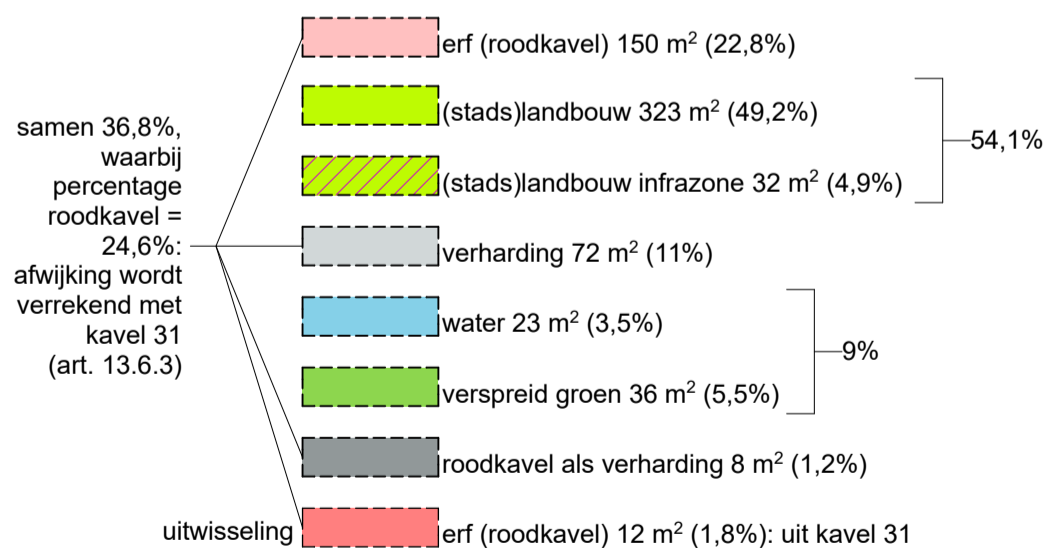 samen 36,8%,
waarbij
percentage
roodkavel =
24,6%:
afwijking wordt
verrekend met
kavel 31
(art. 13.6.3)
erf (roodkavel) 150 m² (22,8%)
(stads)landbouw 323 m² (49,2%)
(stads)landbouw infrazone 32 m² (4,9%)
54,1%
verharding 72 m² (11%)
water 23 m² (3,5%)
verspreid groen 36 m² (5,5%)
9%
roodkavel als verharding 8 m² (1,2%)
uitwisseling erf (roodkavel) 12 m² (1,8%): uit kavel 31